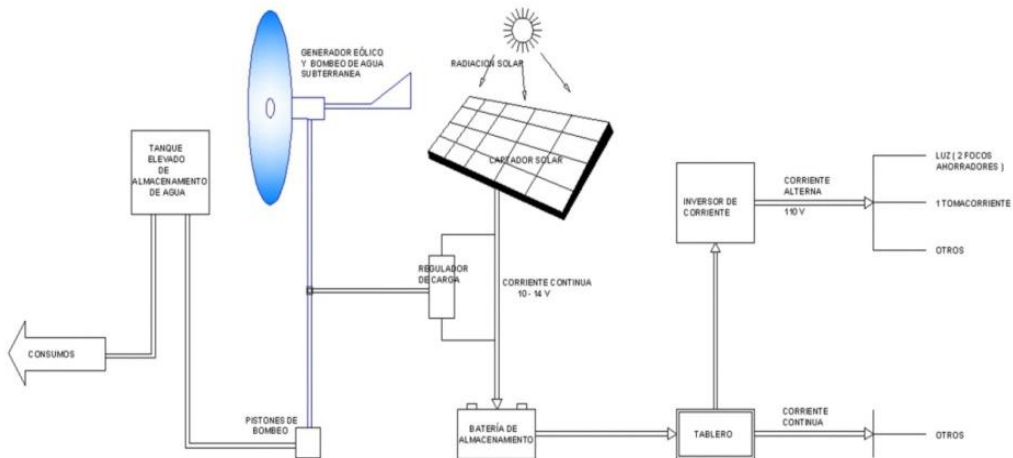 GENERADOR EÓLICO
Y BOMBEO DE AGUA
SUBTERRANEA
RADIACION SOLAR
TANQUE
ELEVADO
DE
ALMACENAMIENTO
DE AGUA
CAPTADOR SOLAR
INVERSOR DE
CORRIENTE
CORRIENTE
ALTERNA
110 V
LUZ ( 2 FOCOS
AHORRADORES )
1 TOMACORRIENTE
OTROS
REGULADOR
DE CARGA
CORRIENTE CONTINUA
10 - 14 V
CONSUMOS
PISTONES DE
BOMBEO
BATERÍA DE
ALMACENAMIENTO
TABLERO
CORRIENTE
CONTINUA
OTROS